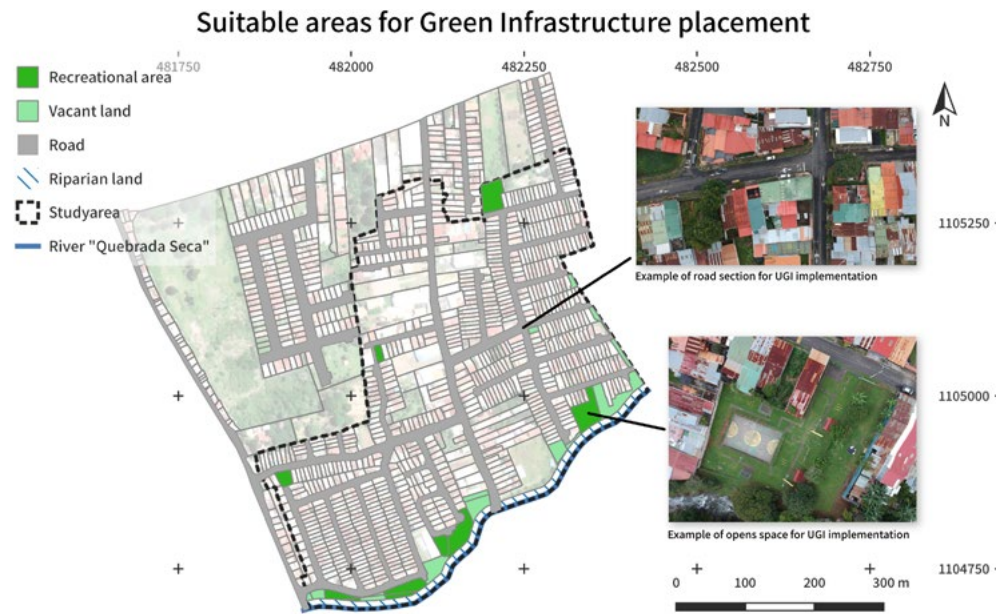 Suitable areas for Green Infrastructure placement
481750 482000 482250 482500 482750
Recreational area
Vacant land
Road
Riparian land
Studyarea
River "Quebrada Seca"
N
1105250
Example of road section for UGI implementation
1105000
Example of opens space for UGI implementation
1104750
0 100 200 300 m